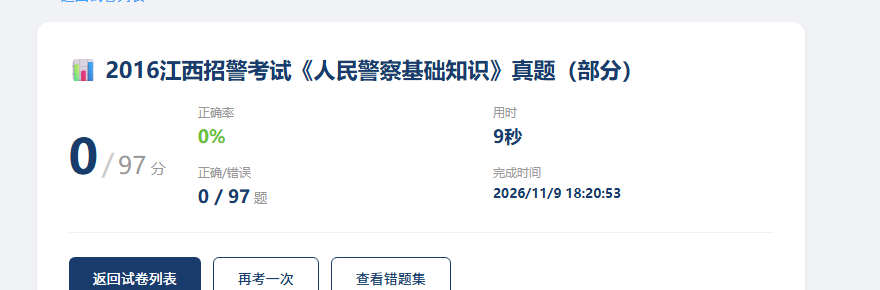 2016江西招警考试《人民警察基础知识》真题（部分）
0 / 97 分
正确率
0%
用时
9秒
正确/错误
0 / 97 题
完成时间
2026/11/9 18:20:53
返回试卷列表
再考一次
查看错题集